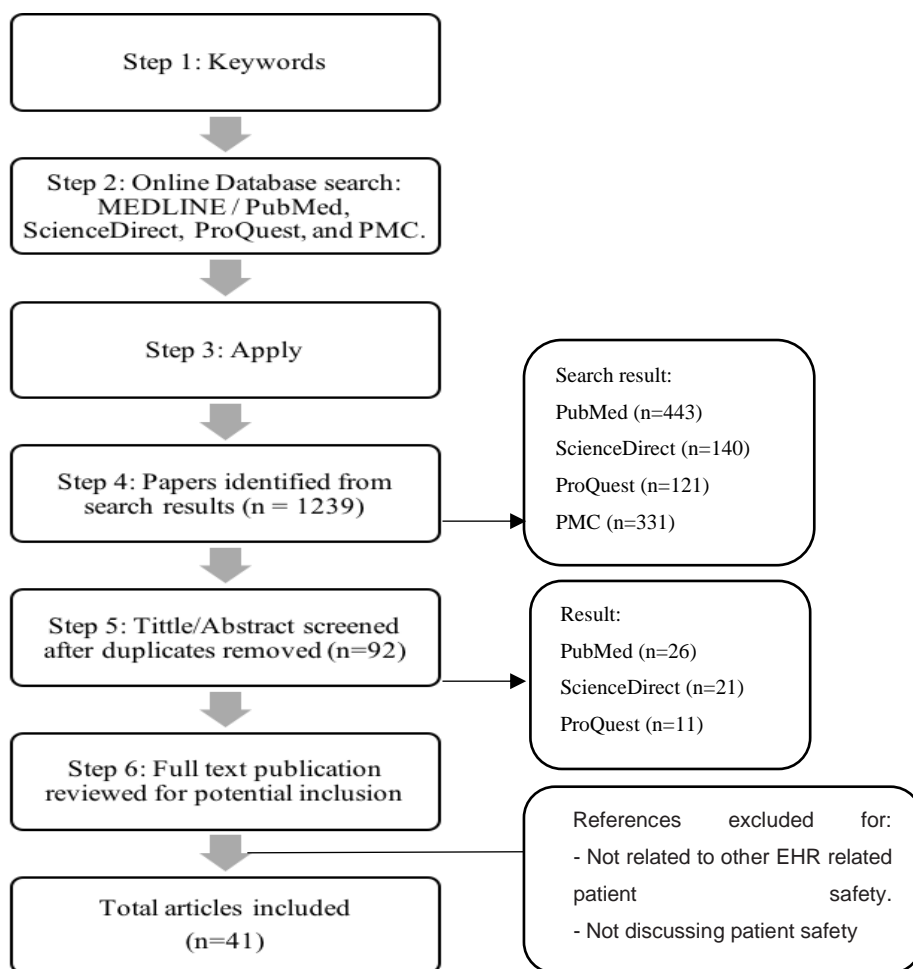 Step 1: Keywords
Step 2: Online Database search:
MEDLINE / PubMed,
ScienceDirect, ProQuest, and PMC.
Step 3: Apply
Step 4: Papers identified from
search results (n = 1239)
Search result:
PubMed (n=443)
ScienceDirect (n=140)
ProQuest (n=121)
PMC (n=331)
Step 5: Tittle/Abstract screened
after duplicates removed (n=92)
Result:
PubMed (n=26)
ScienceDirect (n=21)
ProQuest (n=11)
Step 6: Full text publication
reviewed for potential inclusion
References excluded for:
- Not related to other EHR related
patient safety.
- Not discussing patient safety
Total articles included
(n=41)